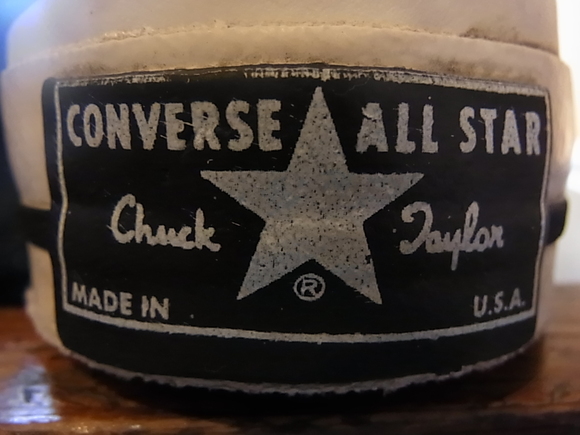 CONVERSE ALL STAR
Chuck Taylor
®
MADE IN U.S.A.